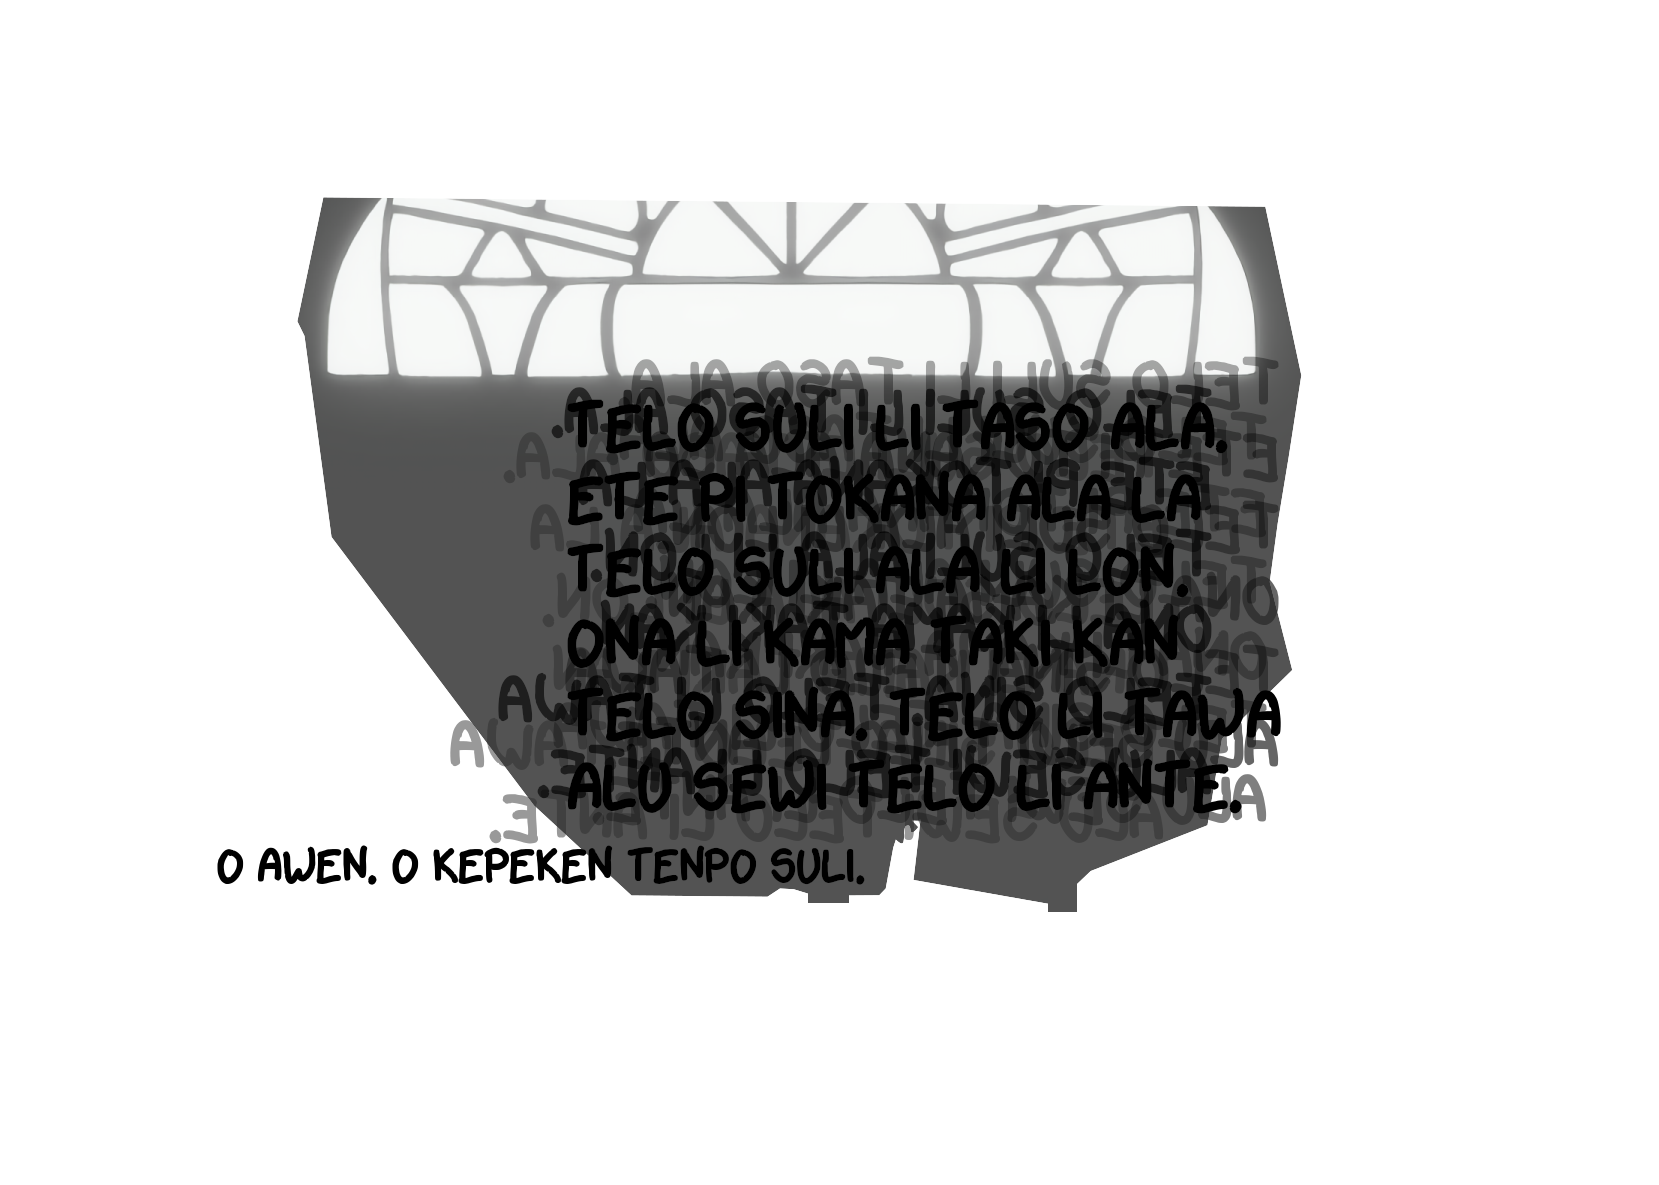 TELO SULI LI TASO ALA.
ETE PI TOKANA ALA LA
TELO SULI ALA LI LON.
ONA LI KAMA TAKI KAN
TELO SINA. TELO LI TAWA
ALU SEWI TELO LI ANTE.
O AWEN. O KEPEKEN TENPO SULI.